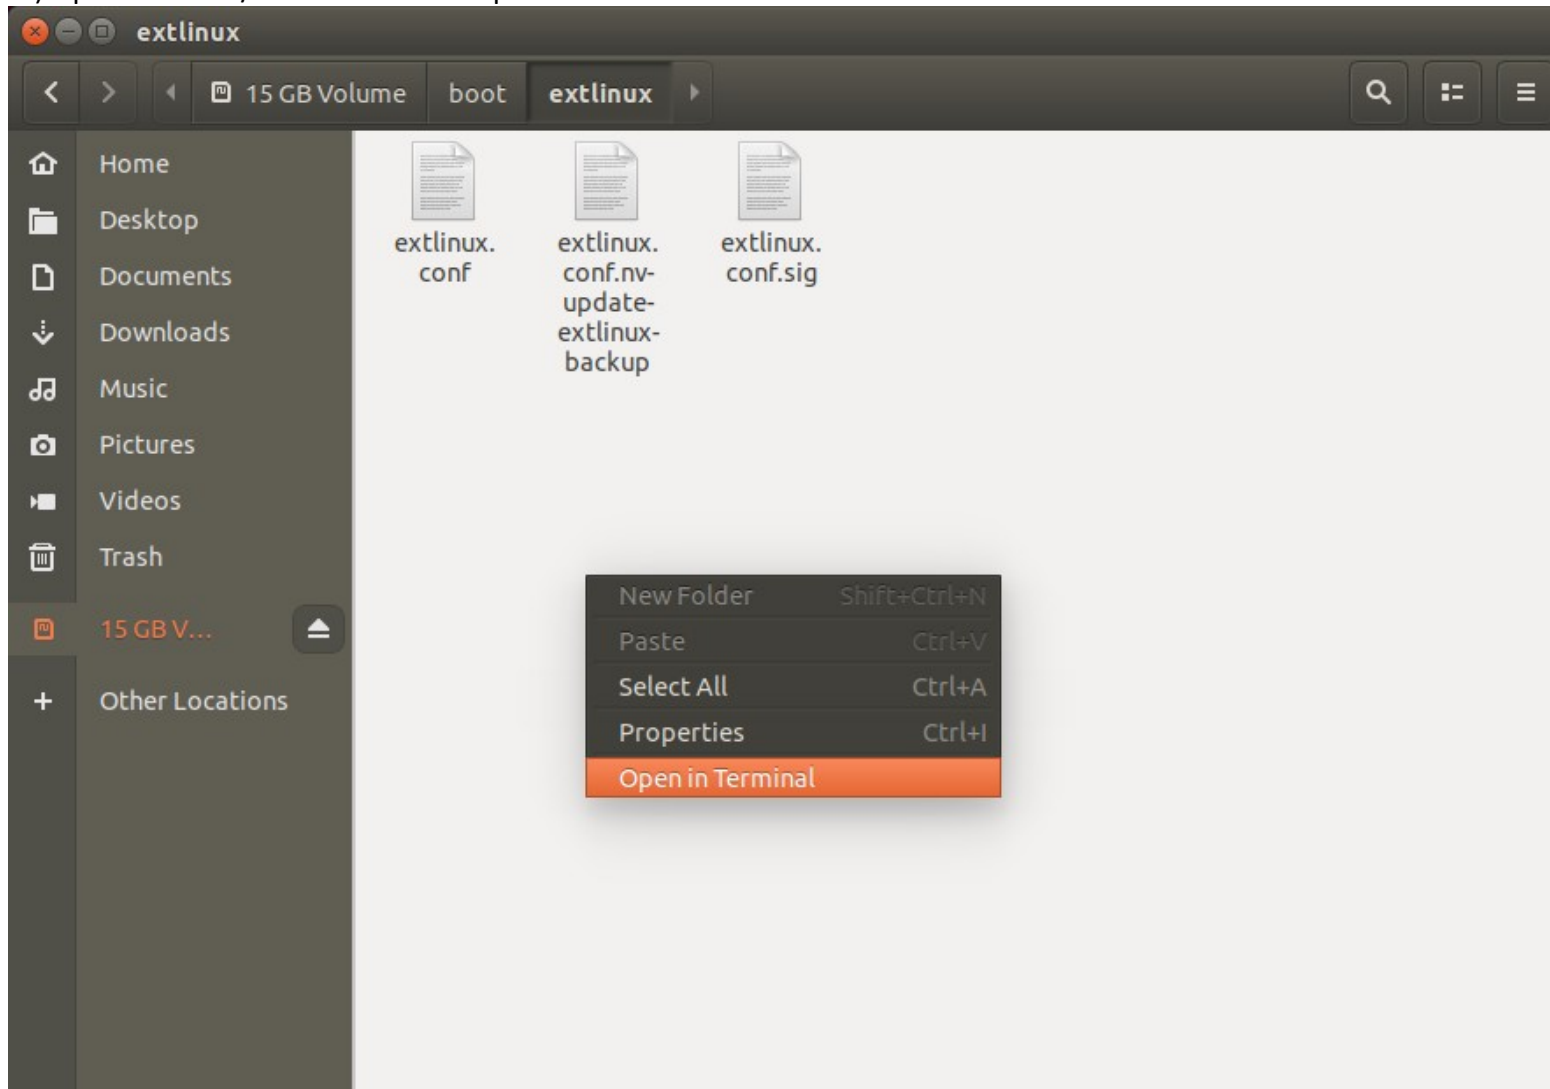 extlinux
15 GB Volume boot extlinux
Home
Desktop
Documents
Downloads
Music
Pictures
Videos
Trash
15 GB V...
Other Locations
extlinux.
conf
extlinux.
conf.nv-
update-
extlinux-
backup
extlinux.
conf.sig
New Folder Shift+Ctrl+N
Paste Ctrl+V
Select All Ctrl+A
Properties Ctrl+I
Open in Terminal